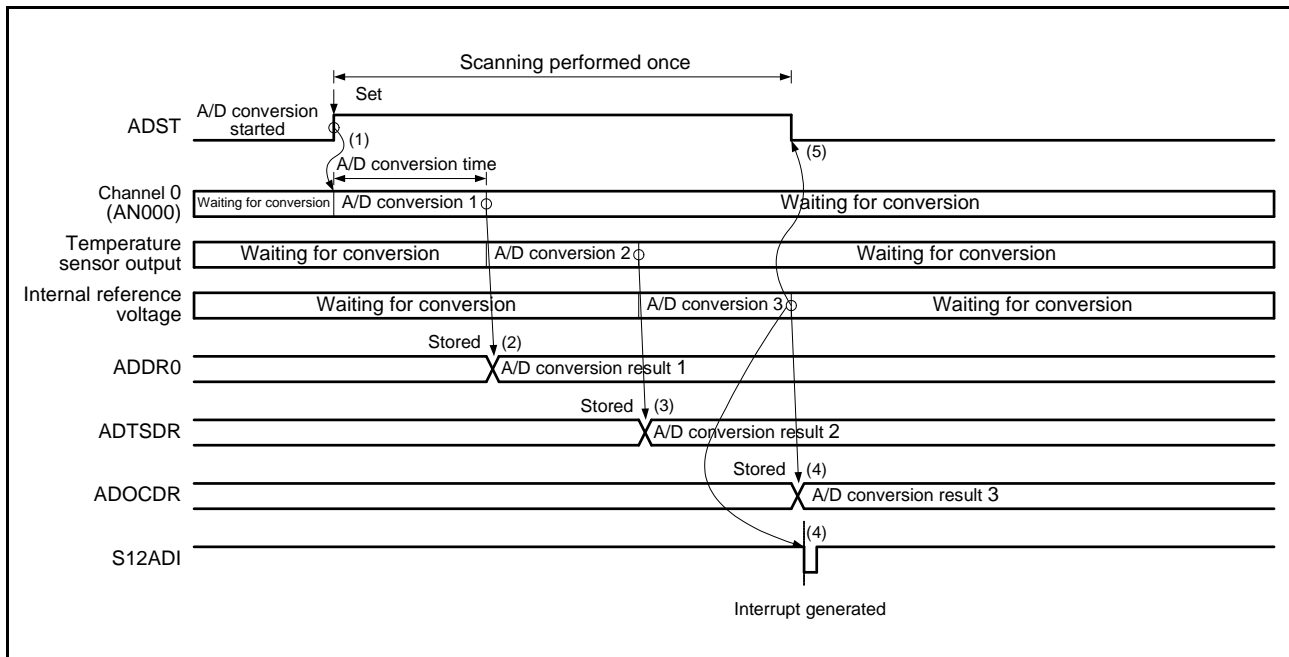 Scanning performed once
Set
A/D conversion
started
ADST
(1)
(5)
A/D conversion time
Channel 0
(AN000)
Waiting for conversion
A/D conversion 1
Waiting for conversion
Temperature
sensor output
Waiting for conversion
A/D conversion 2
Waiting for conversion
Internal reference
voltage
Waiting for conversion
A/D conversion 3
Waiting for conversion
Stored
(2)
ADDR0
A/D conversion result 1
Stored
(3)
ADTSDR
A/D conversion result 2
Stored
(4)
ADOCDR
A/D conversion result 3
(4)
S12ADI
Interrupt generated